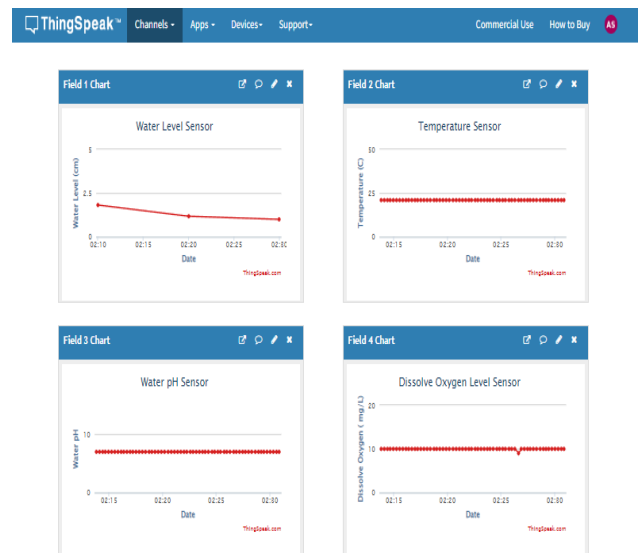 ThingSpeak™ Channels Apps Devices Support Commercial Use How to Buy AS
Field 1 Chart
Water Level Sensor
Water Level (cm)
5
2.5
0
02:10 02:15 02:20 02:25 02:30
Date
ThingSpeak.com
Field 2 Chart
Temperature Sensor
Temperature (C)
50
25
0
02:15 02:20 02:25 02:30
Date
ThingSpeak.com
Field 3 Chart
Water pH Sensor
Water pH
10
0
02:15 02:20 02:25 02:30
Date
ThingSpeak.com
Field 4 Chart
Dissolve Oxygen Level Sensor
Dissolve Oxygen ( mg/L)
20
10
0
02:15 02:20 02:25 02:30
Date
ThingSpeak.com